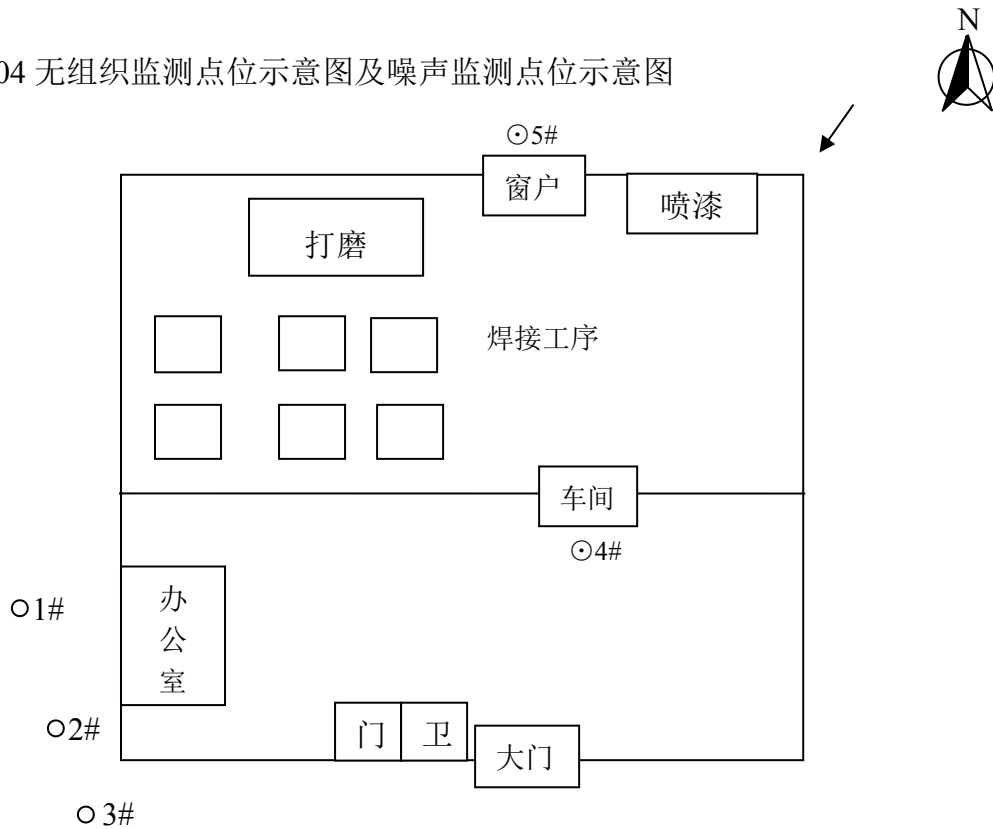 N
04 无组织监测点位示意图及噪声监测点位示意图
⊙5#
窗户
喷漆
打磨
焊接工序
车间
⊙4#
○1#
办
公
室
○2#
门 卫
大门
○3#